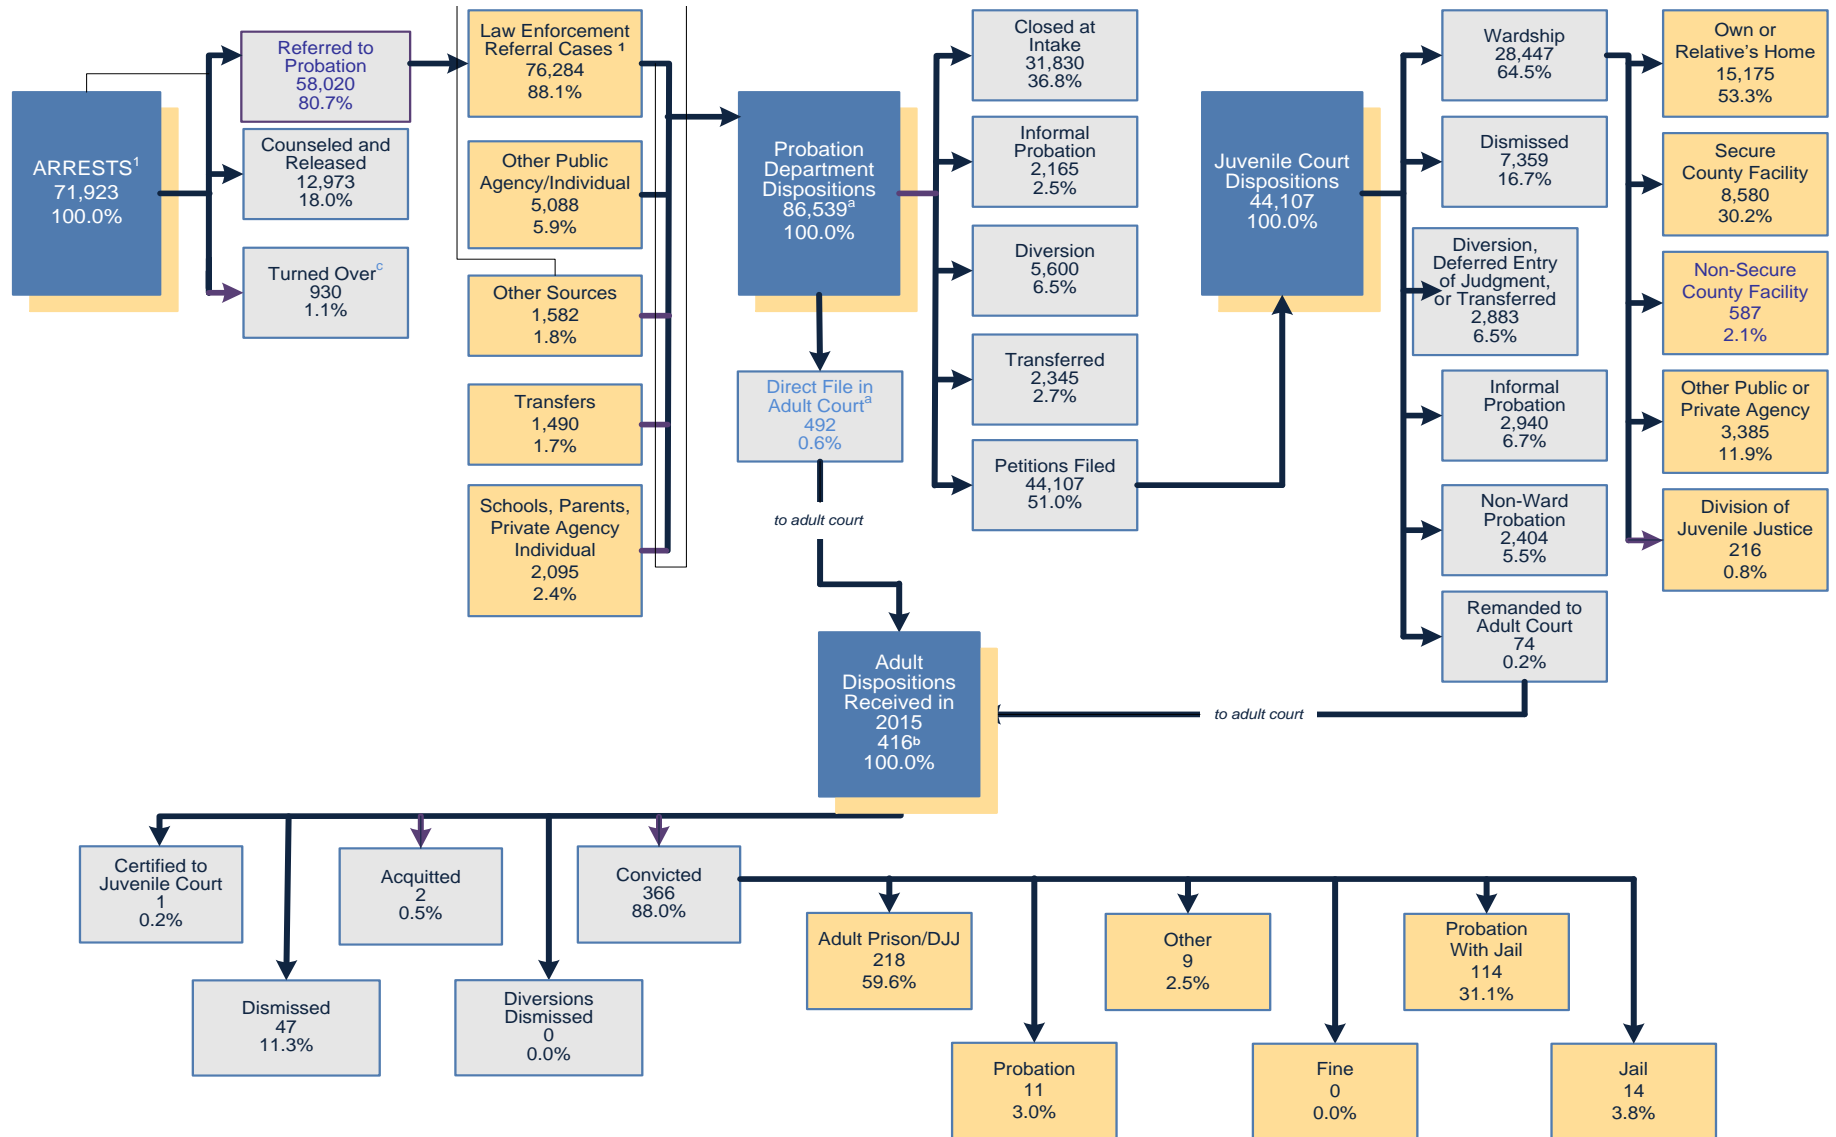 ARRESTS1
71,923
100.0%
Referred to
Probation
58,020
80.7%
Counseled and
Released
12,973
18.0%
Turned Overc
930
1.1%
Law Enforcement
Referral Cases 1
76,284
88.1%
Other Public
Agency/Individual
5,088
5.9%
Other Sources
1,582
1.8%
Transfers
1,490
1.7%
Schools, Parents,
Private Agency
Individual
2,095
2.4%
Probation
Department
Dispositions
86,539a
100.0%
Direct File in
Adult Courta
492
0.6%
to adult court
Closed at
Intake
31,830
36.8%
Informal
Probation
2,165
2.5%
Diversion
5,600
6.5%
Transferred
2,345
2.7%
Petitions Filed
44,107
51.0%
Juvenile Court
Dispositions
44,107
100.0%
Wardship
28,447
64.5%
Dismissed
7,359
16.7%
Diversion,
Deferred Entry
of Judgment,
or Transferred
2,883
6.5%
Informal
Probation
2,940
6.7%
Non-Ward
Probation
2,404
5.5%
Remanded to
Adult Court
74
0.2%
to adult court
Own or
Relative's Home
15,175
53.3%
Secure
County Facility
8,580
30.2%
Non-Secure
County Facility
587
2.1%
Other Public or
Private Agency
3,385
11.9%
Division of
Juvenile Justice
216
0.8%
Adult
Dispositions
Received in
2015
416b
100.0%
Certified to
Juvenile Court
1
0.2%
Dismissed
47
11.3%
Acquitted
2
0.5%
Diversions
Dismissed
0
0.0%
Convicted
366
88.0%
Adult Prison/DJJ
218
59.6%
Probation
11
3.0%
Other
9
2.5%
Fine
0
0.0%
Probation
With Jail
114
31.1%
Jail
14
3.8%